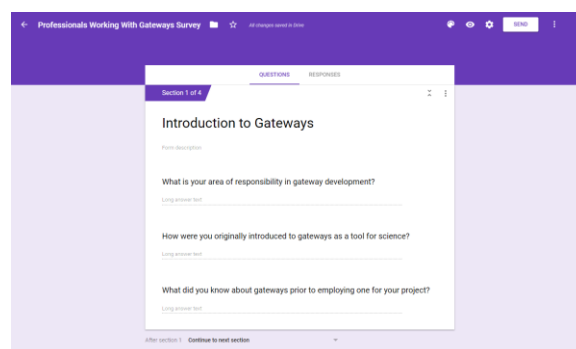 Professionals Working With Gateways Survey All changes saved in Drive SEND
QUESTIONS RESPONSES
Section 1 of 4
Introduction to Gateways
Form description
What is your area of responsibility in gateway development?
Long answer text
How were you originally introduced to gateways as a tool for science?
Long answer text
What did you know about gateways prior to employing one for your project?
Long answer text
After section 1 Continue to next section